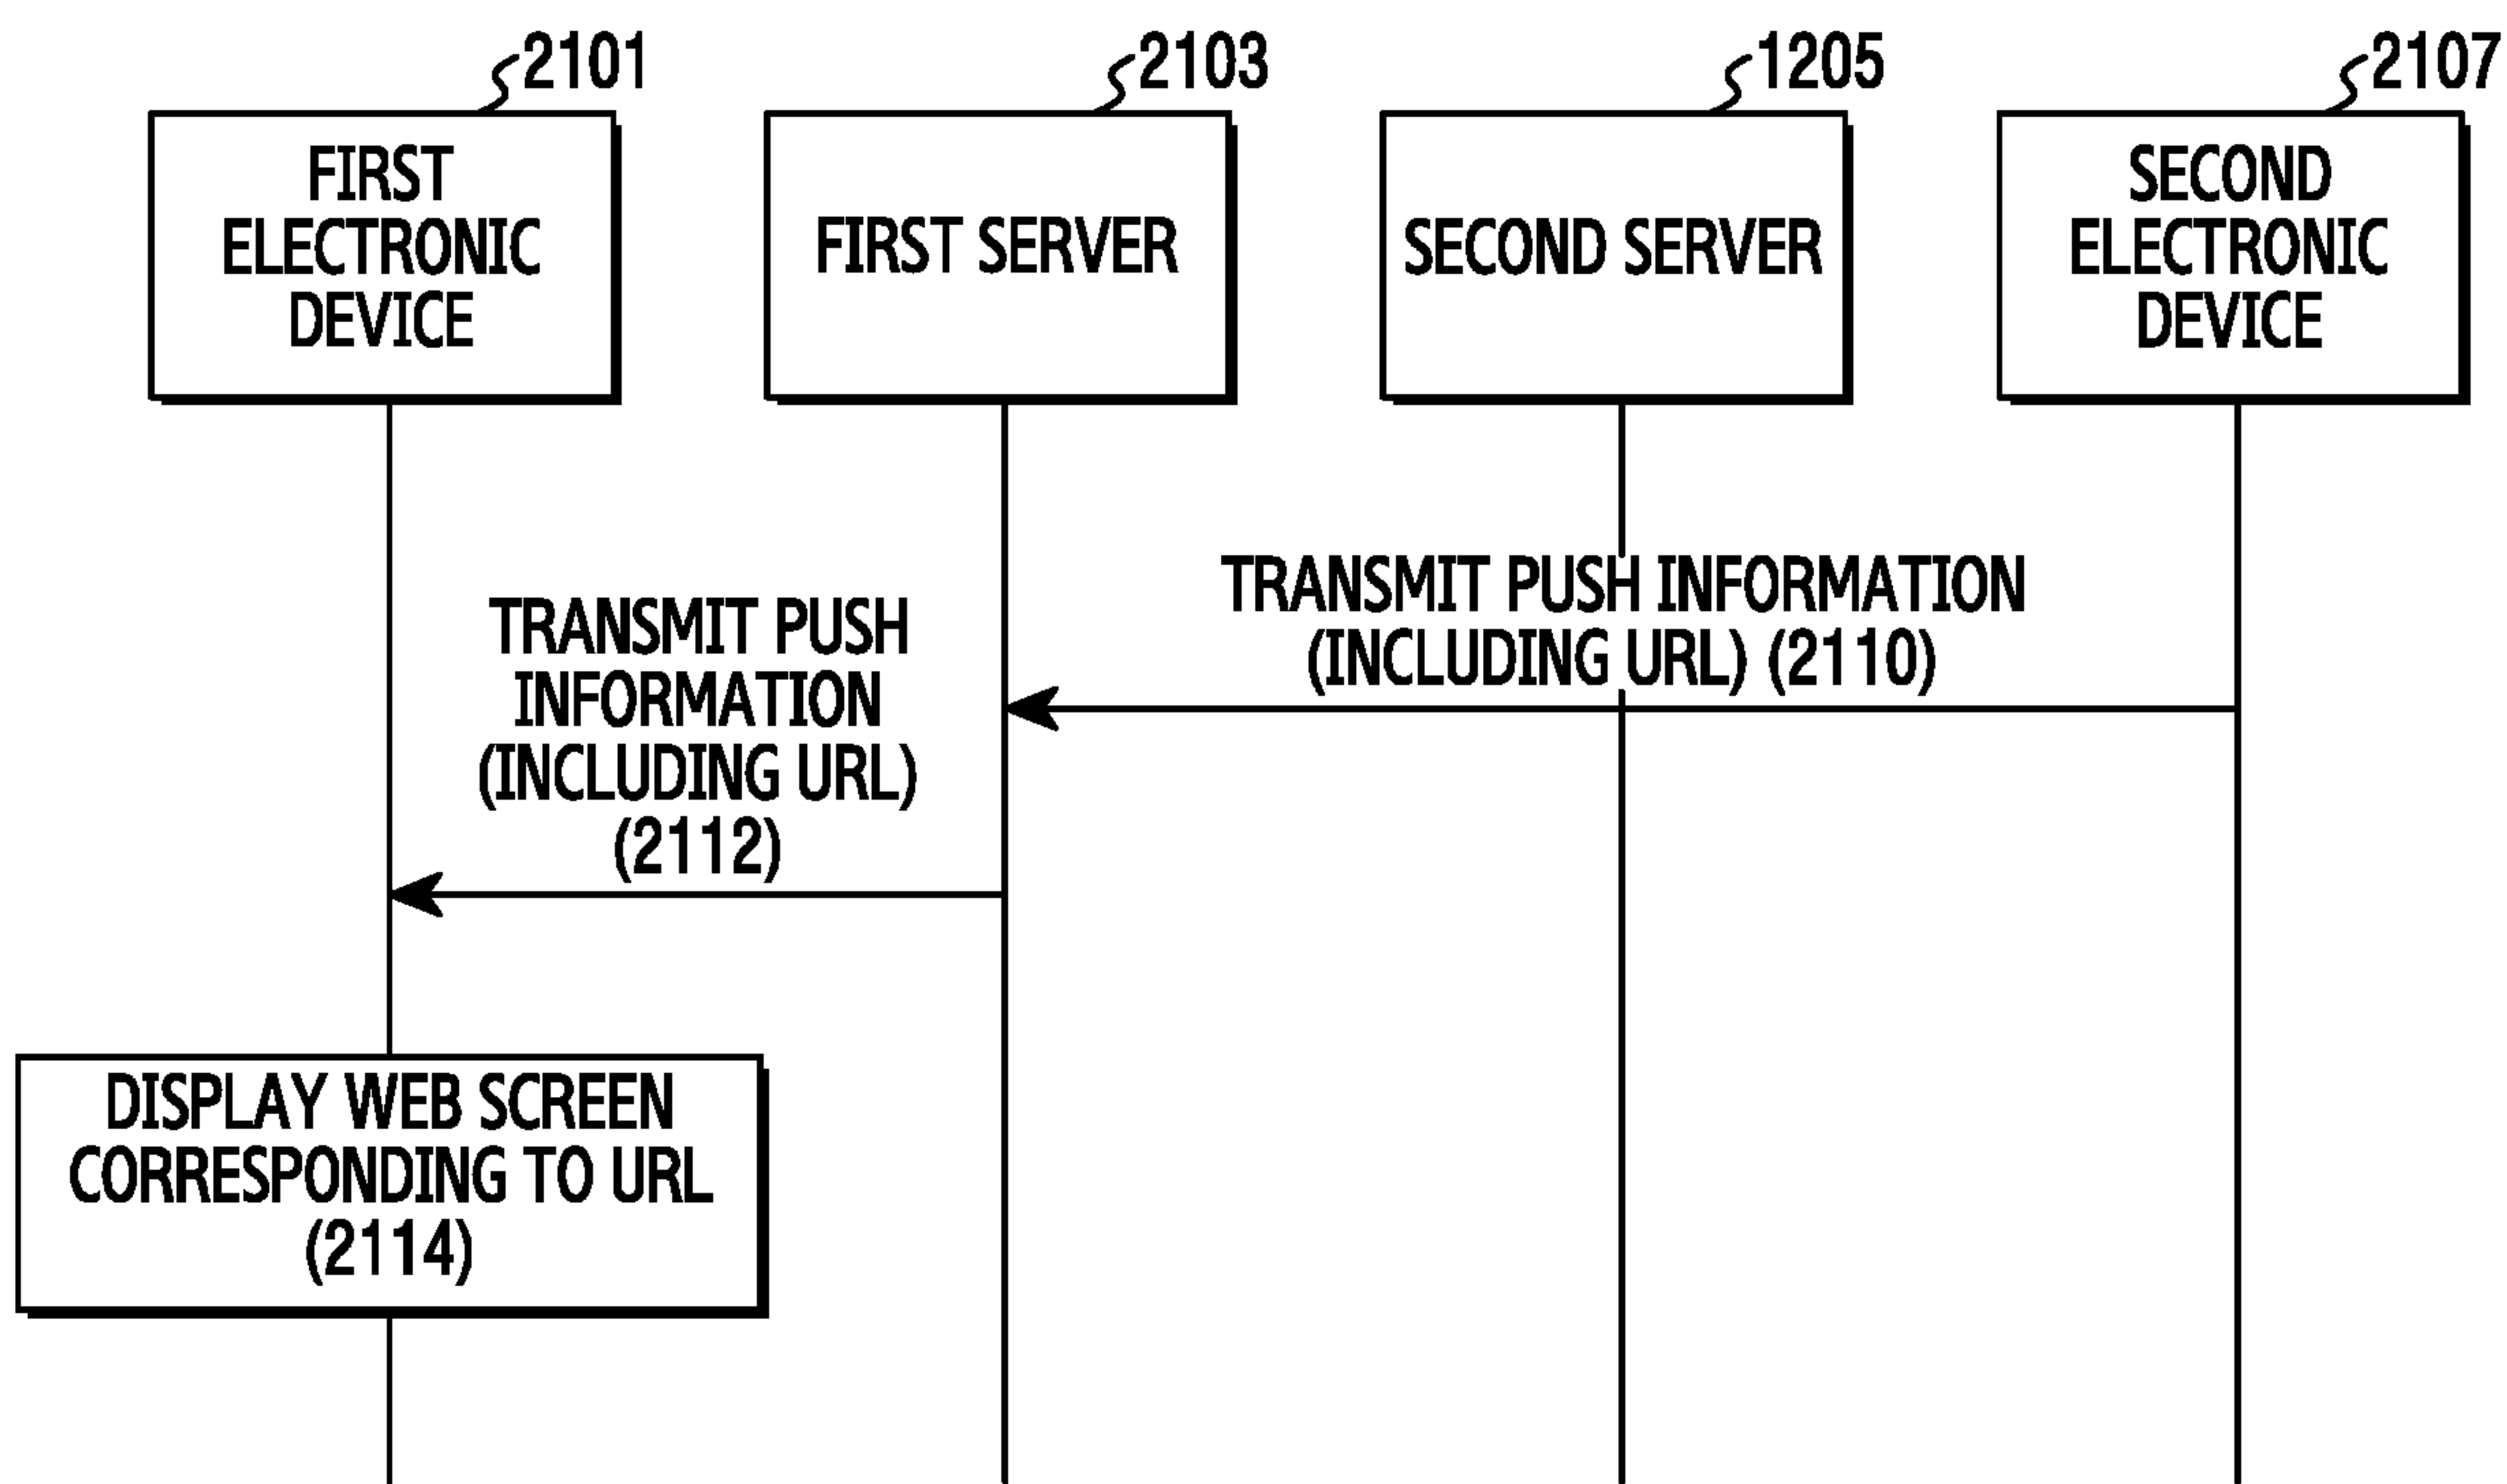 2101
2103
1205
2107
FIRST
ELECTRONIC
DEVICE
FIRST SERVER
SECOND SERVER
SECOND
ELECTRONIC
DEVICE
TRANSMIT PUSH INFORMATION
(INCLUDING URL) (2110)
TRANSMIT PUSH
INFORMATION
(INCLUDING URL)
(2112)
DISPLAY WEB SCREEN
CORRESPONDING TO URL
(2114)